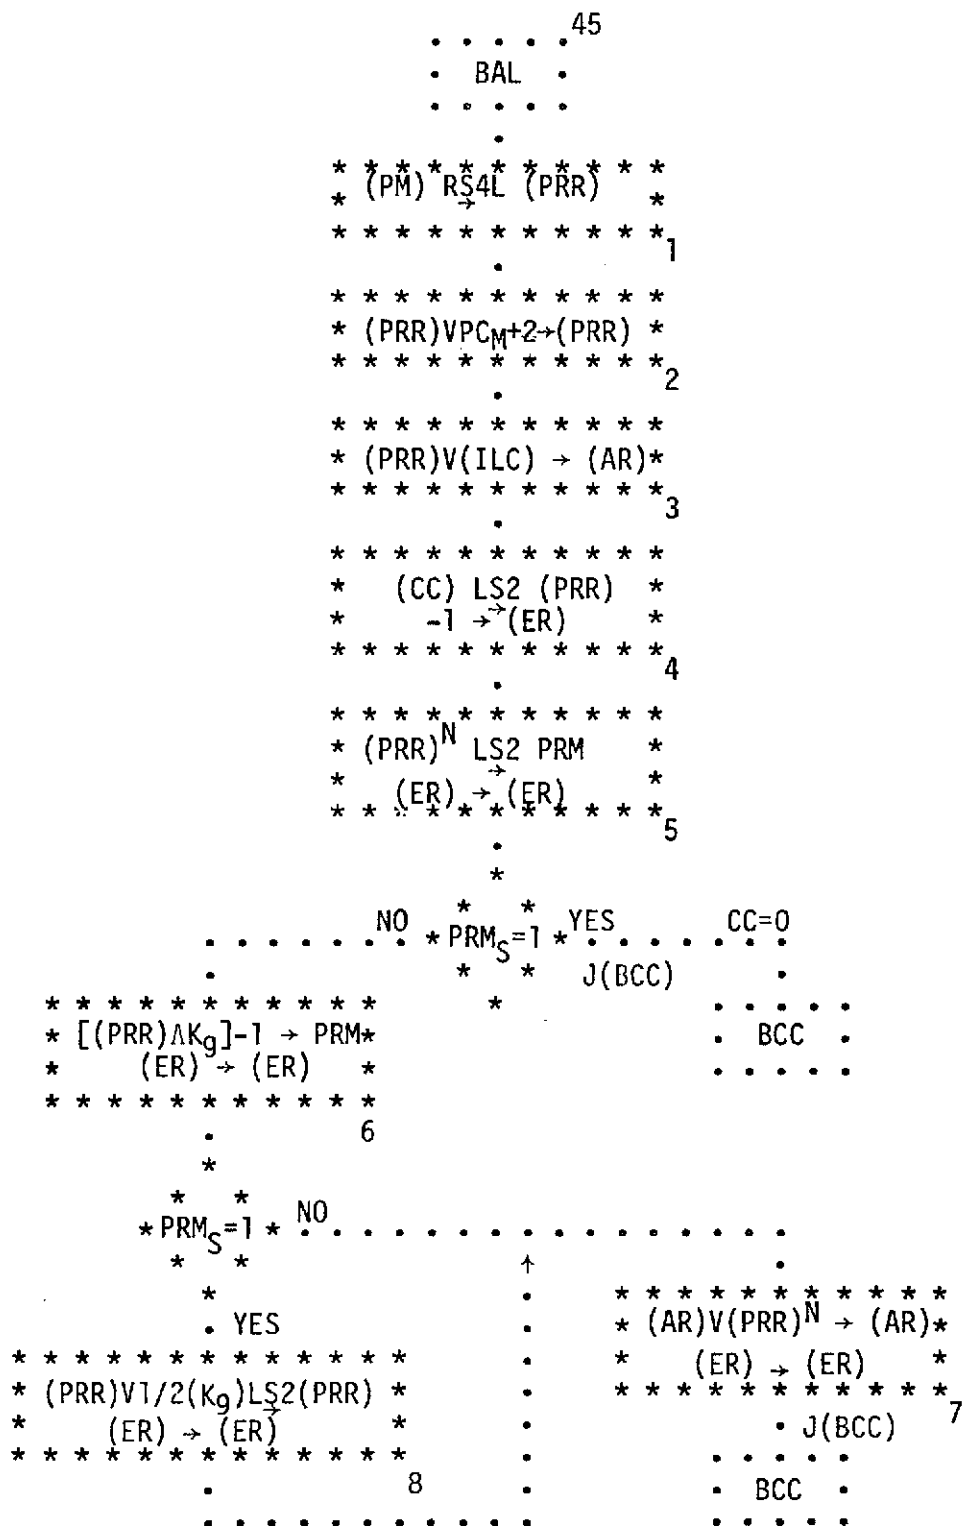 45
BAL
(PM) RS4L (PRR)
→
1
(PRR)VPCM+2→(PRR)
2
(PRR)V(ILC) → (AR)
3
(CC) LS2 (PRR)
→
-1 → (ER)
4
(PRR)N LS2 PRM
→
(ER) → (ER)
5
NO PRMS=1 YES CC=0
J(BCC)
[(PRR)ΛKg]-1 → PRM
(ER) → (ER)
BCC
6
PRMS=1 NO
↑
YES
(AR)V(PRR)N → (AR)
(ER) → (ER)
7
(PRR)V1/2(Kg)LS2(PRR)
→
(ER) → (ER)
8
J(BCC)
BCC